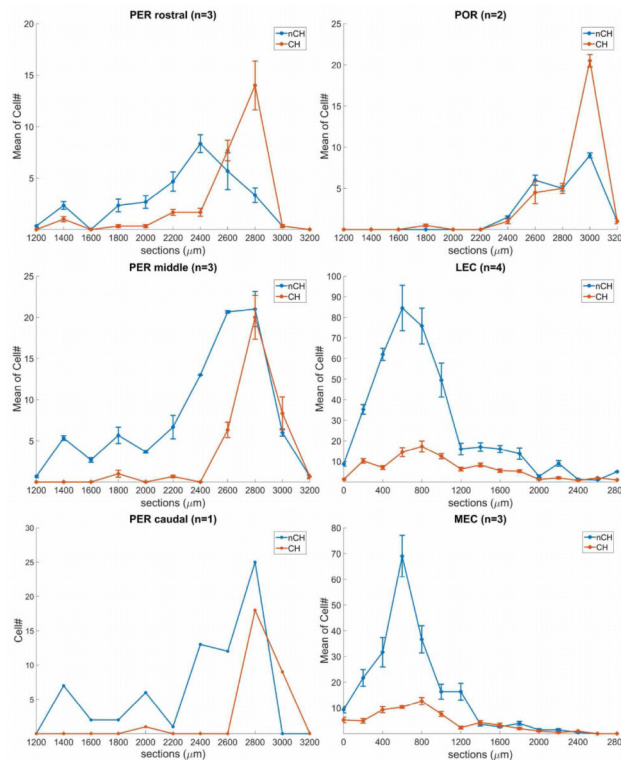 PER rostral (n=3)
25
20
15
10
5
Mean of Cell#
nCH
CH
1200 1400 1600 1800 2000 2200 2400 2600 2800 3000 3200
sections (μm)
POR (n=2)
25
20
15
10
5
Mean of Cell#
nCH
CH
1200 1400 1600 1800 2000 2200 2400 2600 2800 3000 3200
sections (μm)
PER middle (n=3)
25
20
15
10
5
Mean of Cell#
nCH
CH
1200 1400 1600 1800 2000 2200 2400 2600 2800 3000 3200
sections (μm)
LEC (n=4)
100
90
80
70
60
50
40
30
20
10
Mean of Cell#
nCH
CH
0 200 400 600 800 1000 1200 1400 1600 1800 2000 2200 2400 2600 2800
sections (μm)
PER caudal (n=1)
30
25
20
15
10
5
Cell#
nCH
CH
1200 1400 1600 1800 2000 2200 2400 2600 2800 3000 3200
sections (μm)
MEC (n=3)
80
70
60
50
40
30
20
10
Mean of Cell#
nCH
CH
0 200 400 600 800 1000 1200 1400 1600 1800 2000 2200 2400 2600 2800
sections (μm)